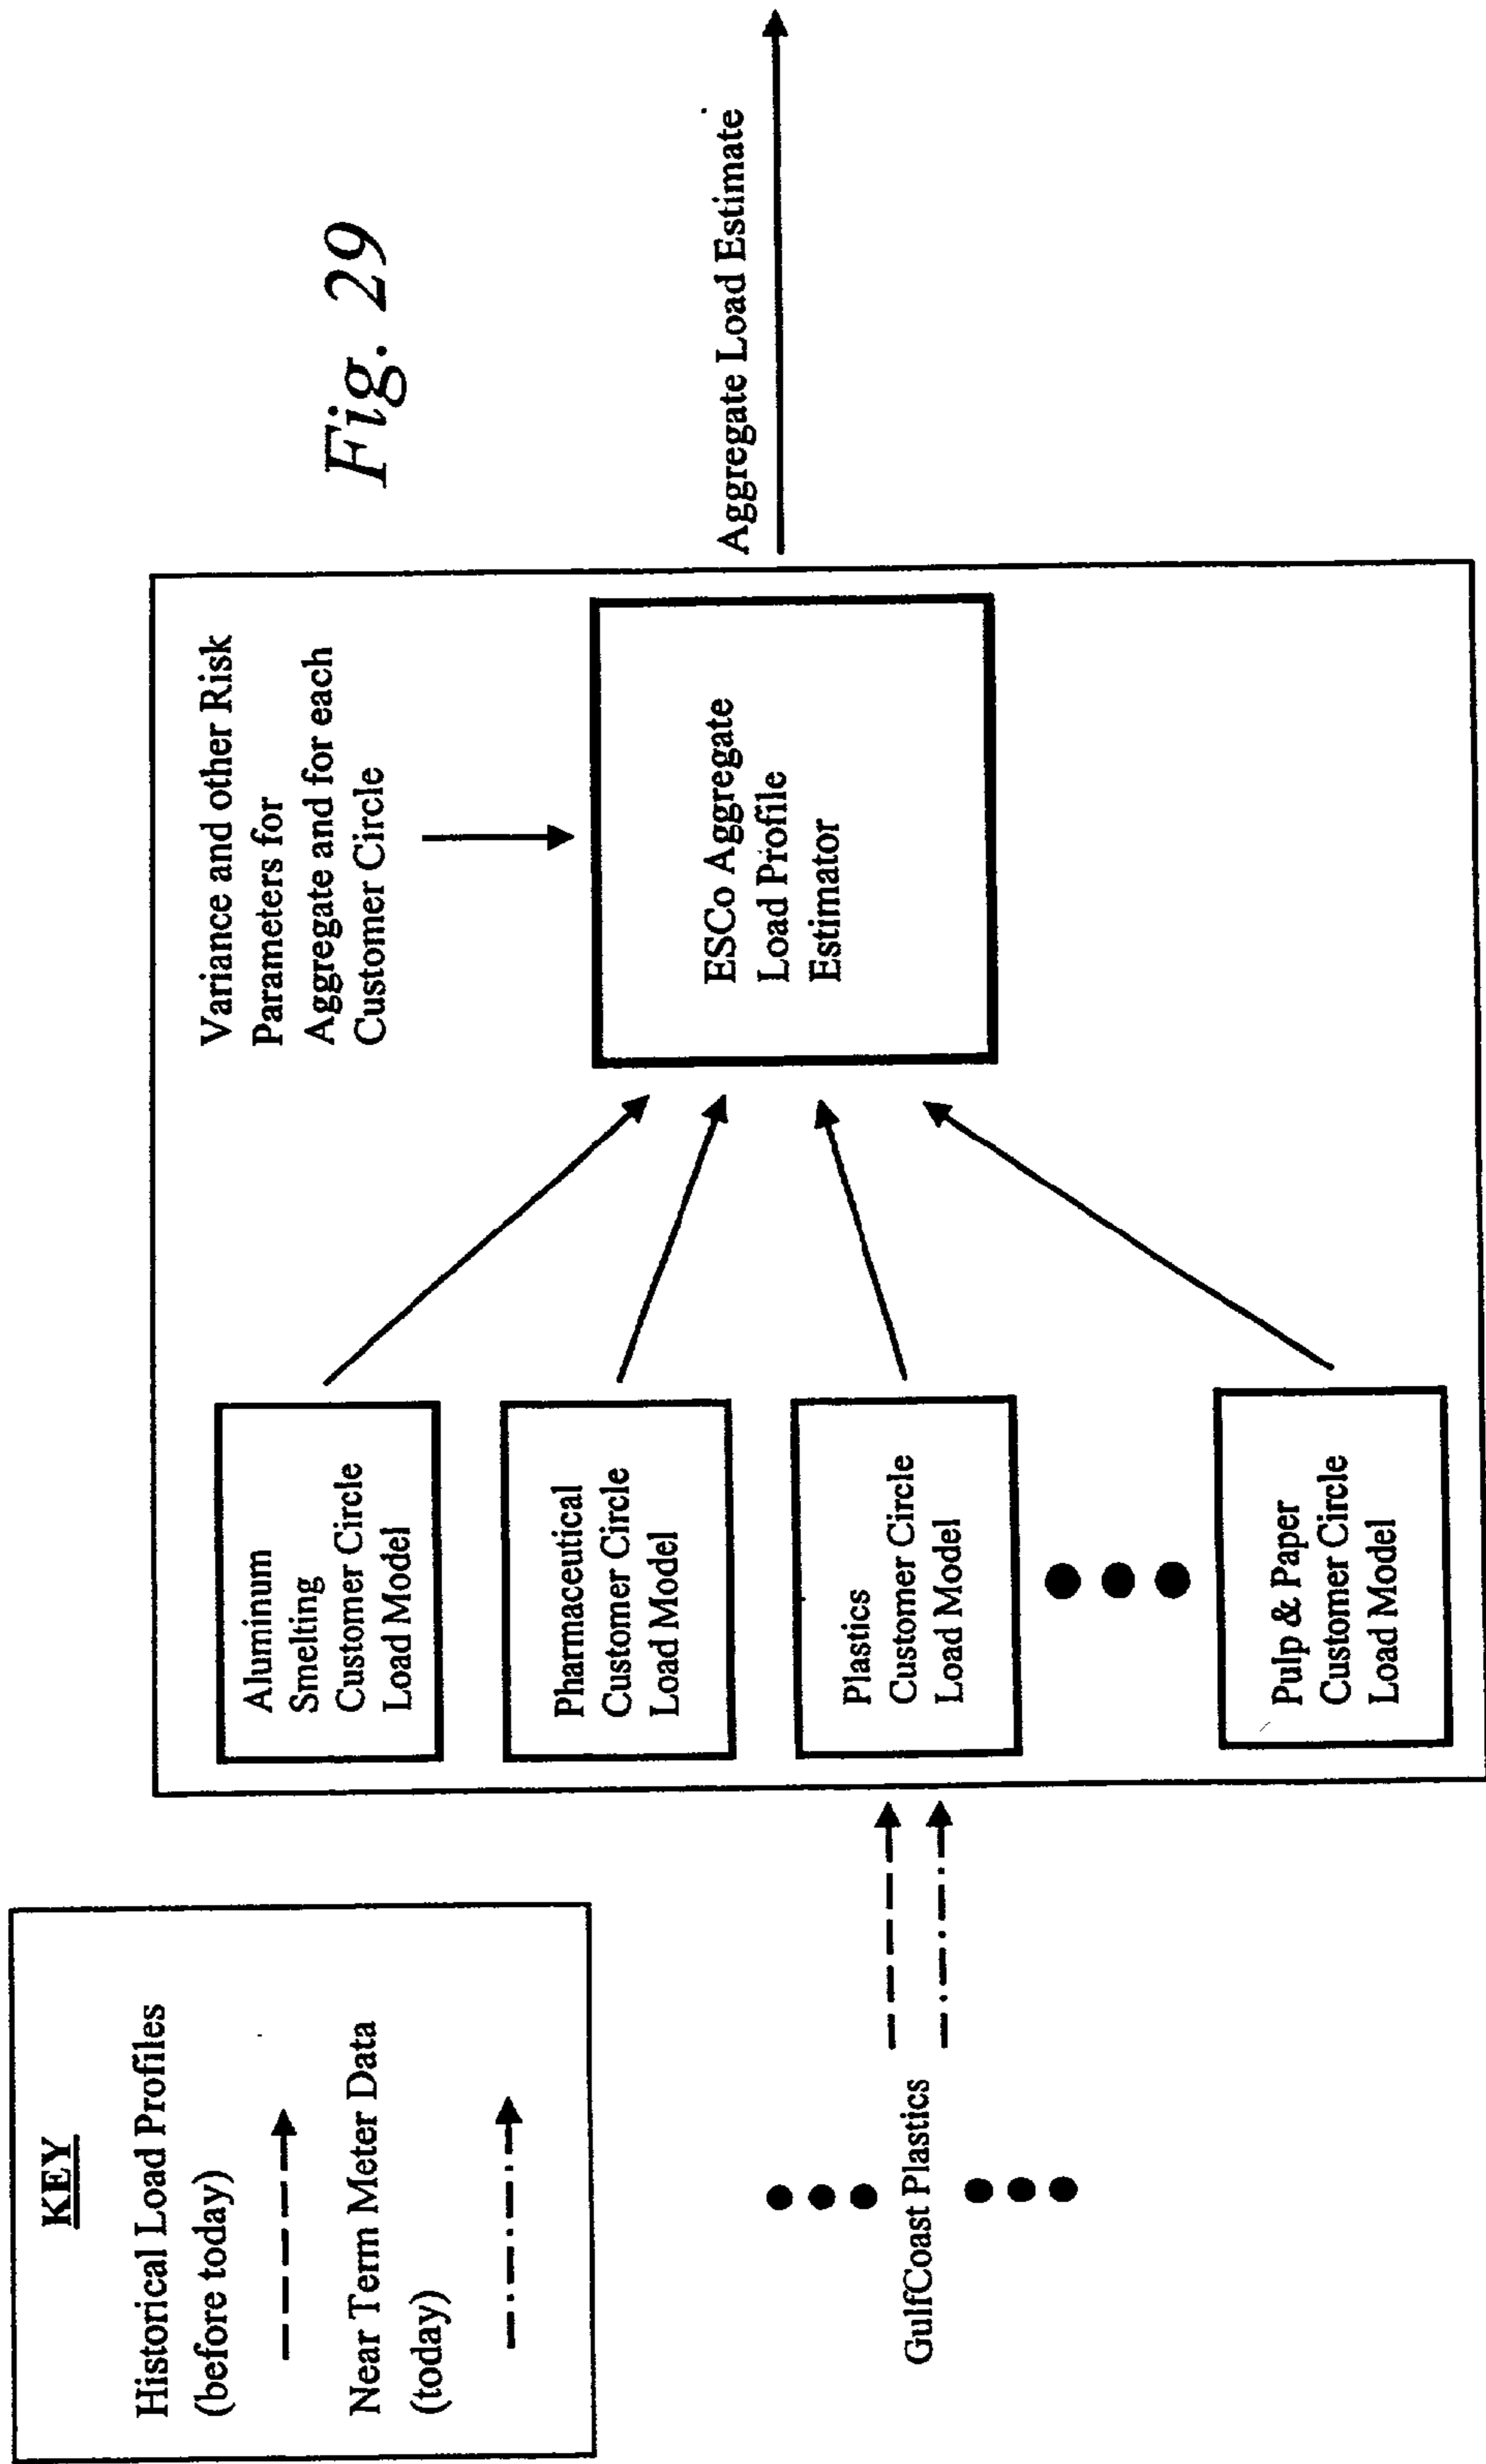 KEY
Historical Load Profiles
(before today)
Near Term Meter Data
(today)
GulfCoast Plastics
Aluminum
Smelting
Customer Circle
Load Model
Pharmaceutical
Customer Circle
Load Model
Plastics
Customer Circle
Load Model
Pulp & Paper
Customer Circle
Load Model
Variance and other Risk
Parameters for
Aggregate and for each
Customer Circle
ESCo Aggregate
Load Profile
Estimator
Aggregate Load Estimate
Fig. 29